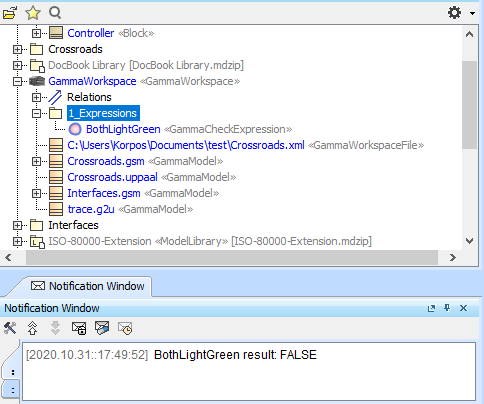 Controller «Block»
Crossroads
DocBook Library [DocBook Library.mdzip]
GammaWorkspace «GammaWorkspace»
Relations
1_Expressions
BothLightGreen «GammaCheckExpression»
C:\Users\Korpos\Documents\test\Crossroads.xml «GammaWorkspaceFile»
Crossroads.gsm «GammaModel»
Crossroads.uppaal «GammaModel»
Interfaces.gsm «GammaModel»
trace.g2u «GammaModel»
Interfaces
ISO-80000-Extension «ModelLibrary» [ISO-80000-Extension.mdzip]
Notification Window
Notification Window
[2020.10.31::17:49:52] BothLightGreen result: FALSE